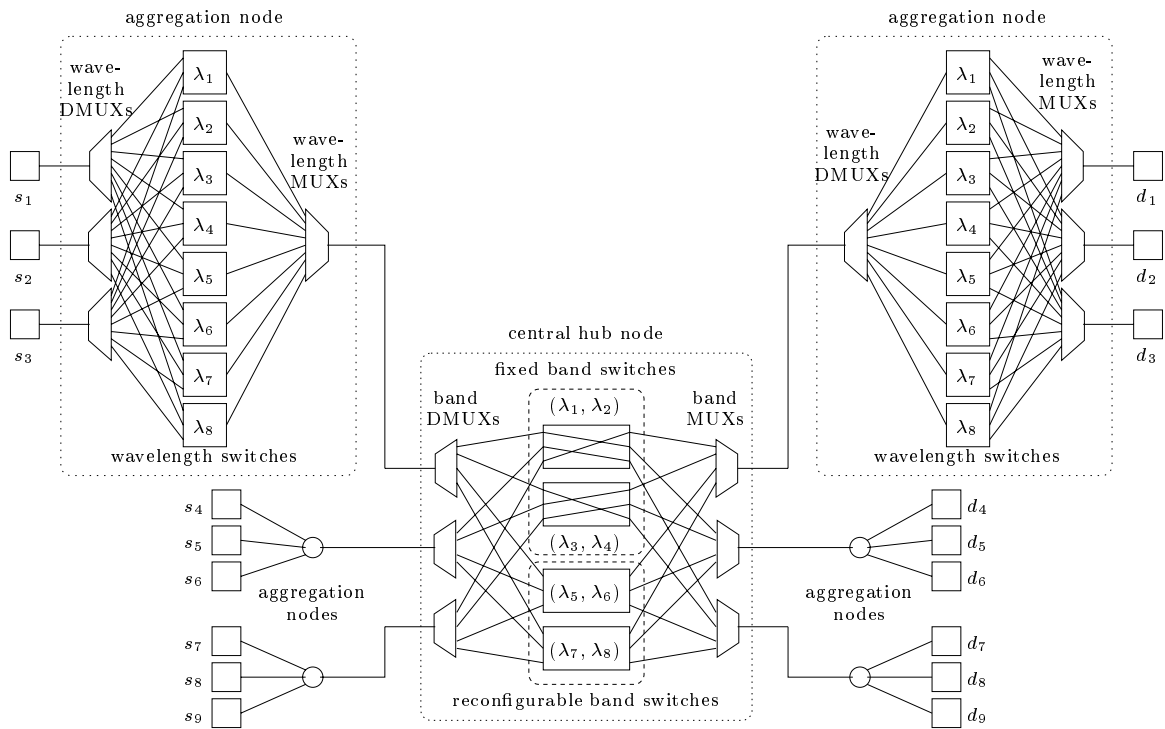 aggregation node
aggregation node
wave-
length
DMUXs
wave-
length
MUXs
λ1
λ2
λ3
λ4
λ5
λ6
λ7
λ8
s1
s2
s3
wavelength switches
wave-
length
DMUXs
wave-
length
MUXs
λ1
λ2
λ3
λ4
λ5
λ6
λ7
λ8
d1
d2
d3
wavelength switches
central hub node
fixed band switches
band
DMUXs
(λ1, λ2)
band
MUXs
(λ3, λ4)
(λ5, λ6)
(λ7, λ8)
reconfigurable band switches
s4
s5
s6
aggregation
nodes
s7
s8
s9
d4
d5
d6
aggregation
nodes
d7
d8
d9